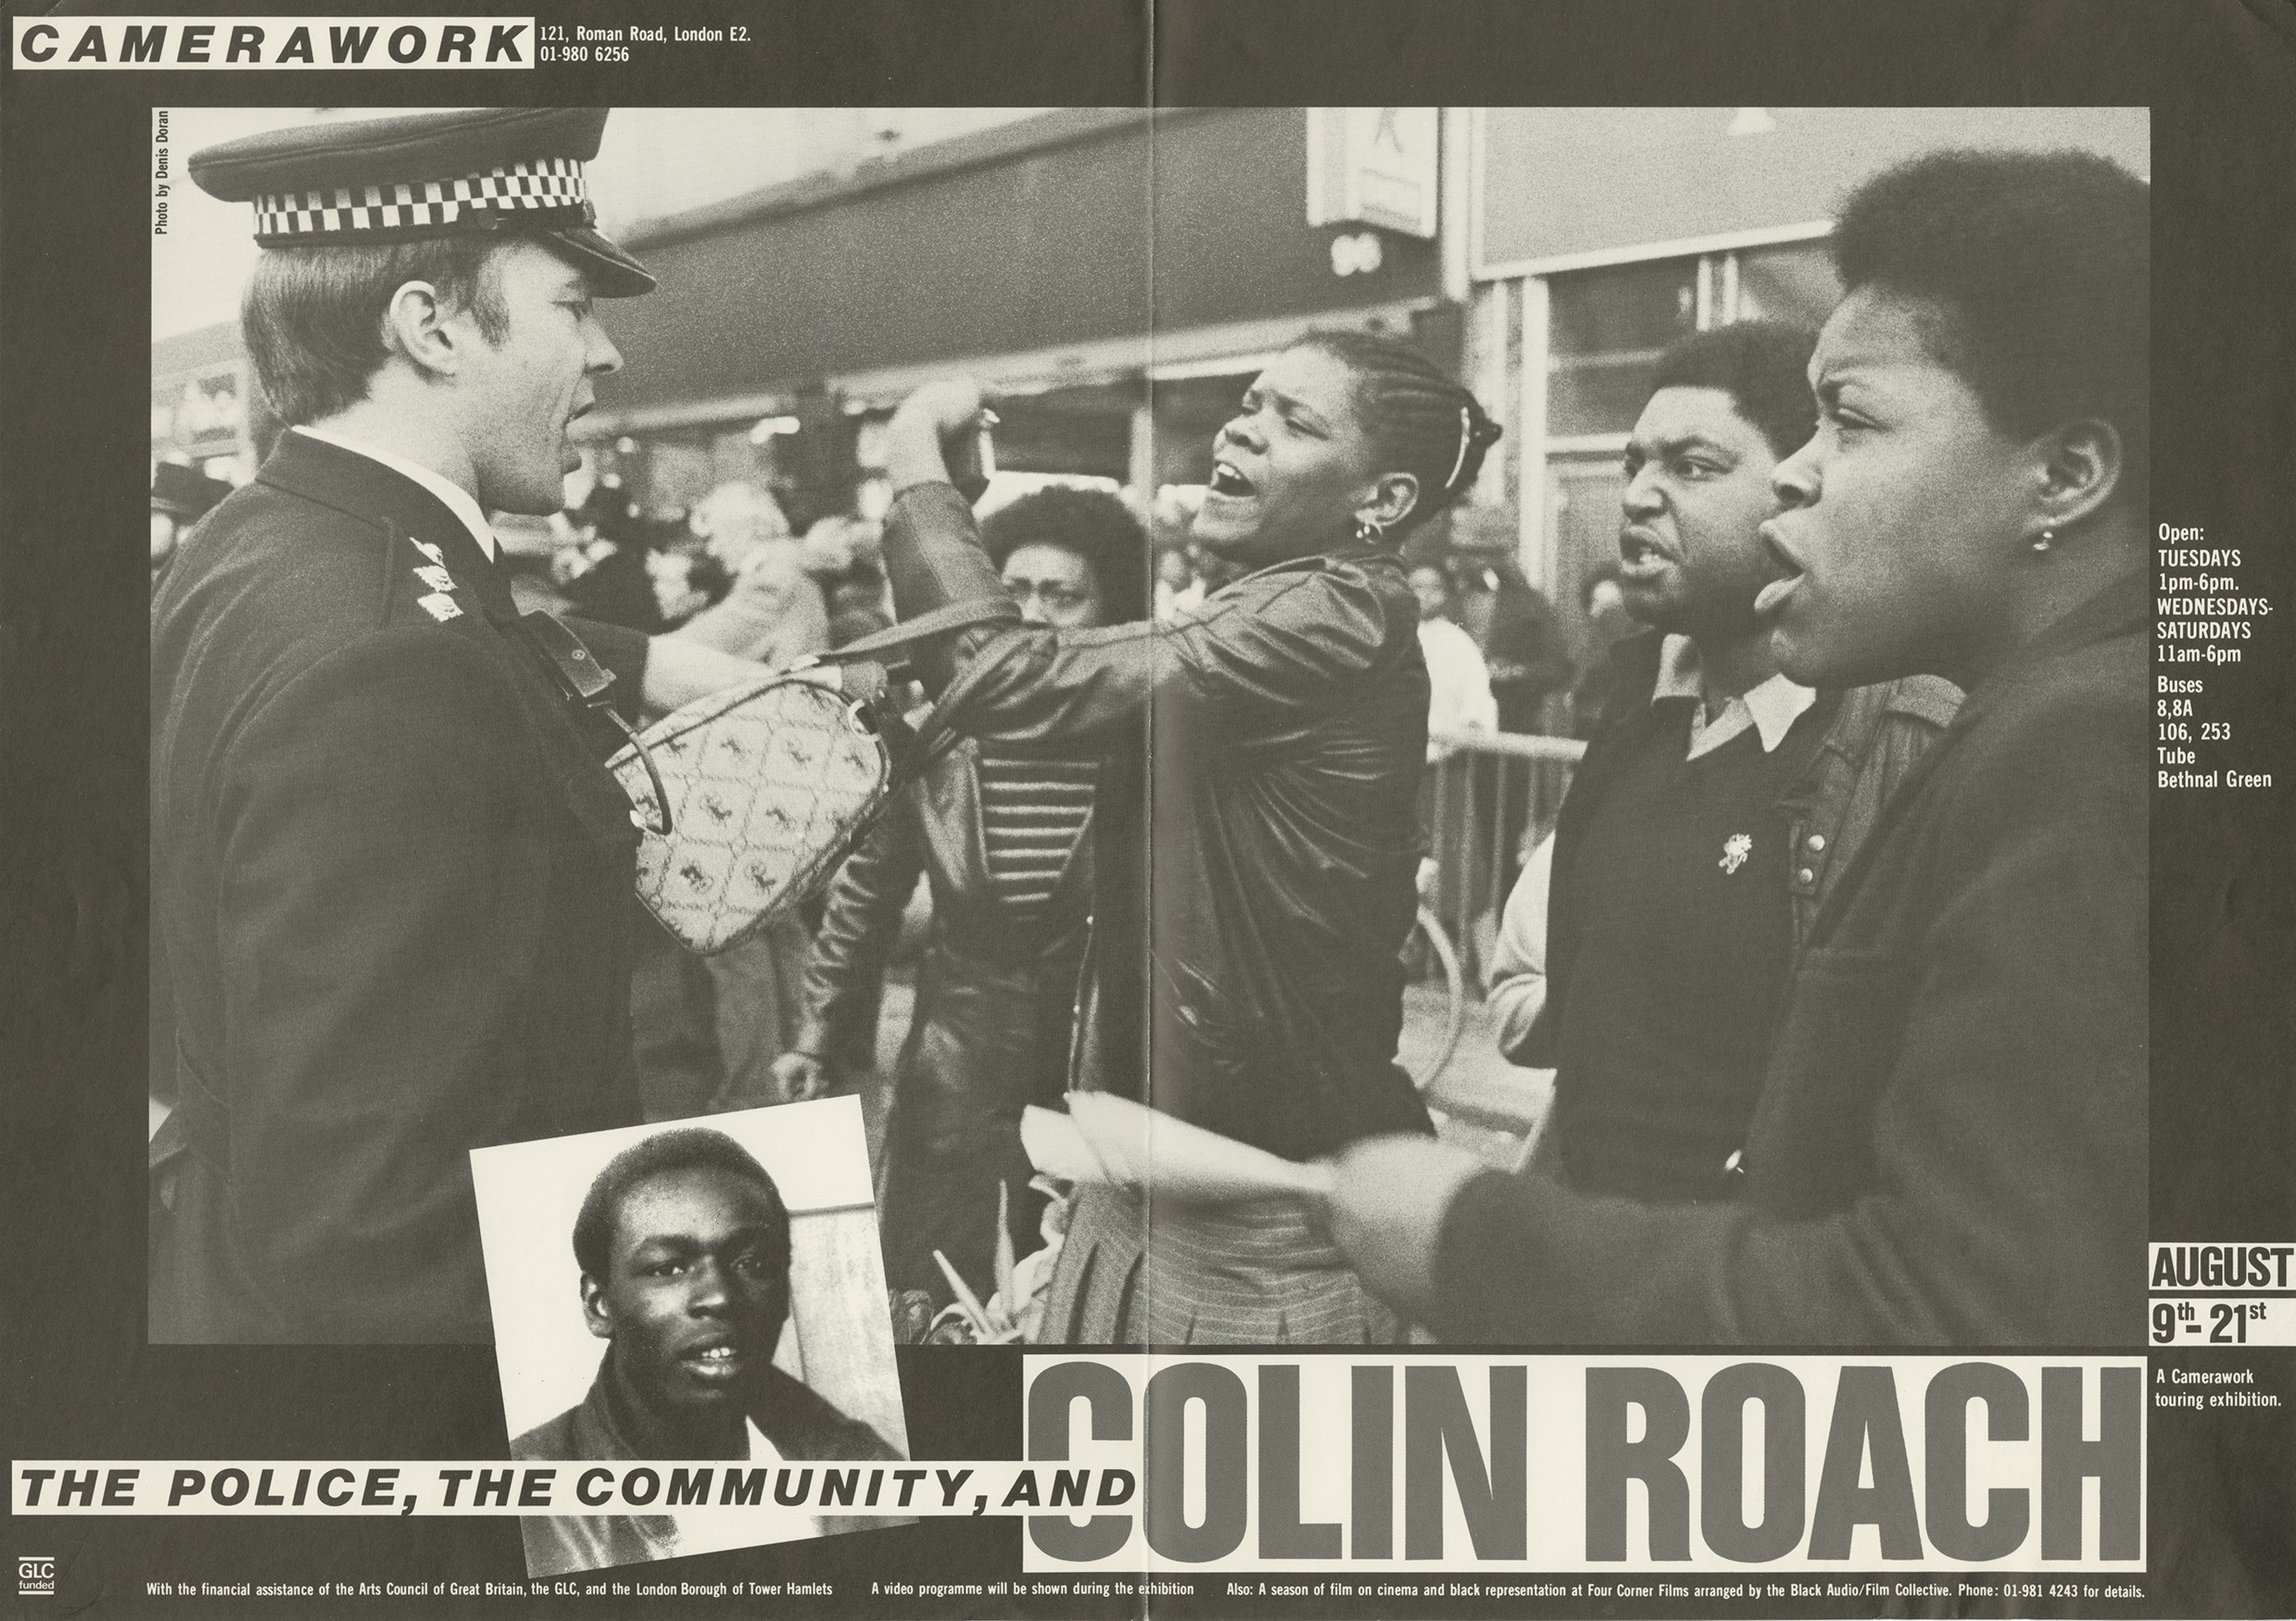 CAMERAWORK
121, Roman Road, London E2.
01-980 6256
Photo by Denis Doran
Open:
TUESDAYS
1pm-6pm.
WEDNESDAYS-
SATURDAYS
11am-6pm
Buses
8,8A
106, 253
Tube
Bethnal Green
AUGUST
9th- 21st
A Camerawork
touring exhibition.
THE POLICE, THE COMMUNITY, AND
COLIN ROACH
GLC
funded
With the financial assistance of the Arts Council of Great Britain, the GLC, and the London Borough of Tower Hamlets
A video programme will be shown during the exhibition
Also: A season of film on cinema and black representation at Four Corner Films arranged by the Black Audio/Film Collective. Phone: 01-981 4243 for details.